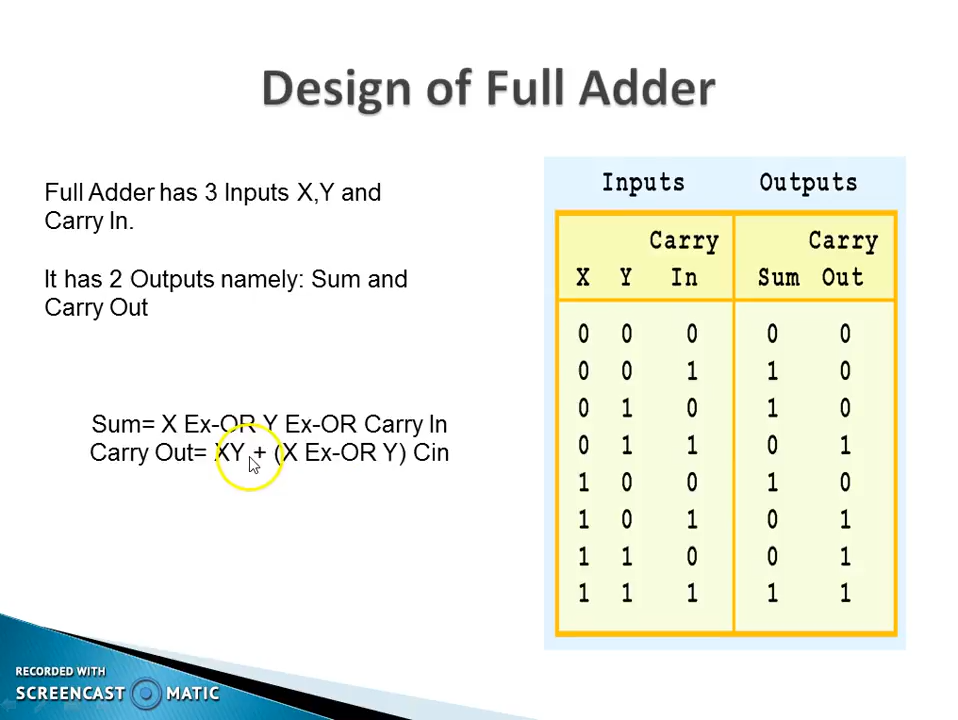 Design of Full Adder
Full Adder has 3 Inputs X,Y and
Carry In.
It has 2 Outputs namely: Sum and
Carry Out
Sum= X Ex-OR Y Ex-OR Carry In
Carry Out= XY + (X Ex-OR Y) Cin
Inputs Outputs
Carry Carry
X Y In Sum Out
0 0 0 0 0
0 0 1 1 0
0 1 0 1 0
0 1 1 0 1
1 0 0 1 0
1 0 1 0 1
1 1 0 0 1
1 1 1 1 1
RECORDED WITH
SCREENCAST MATIC